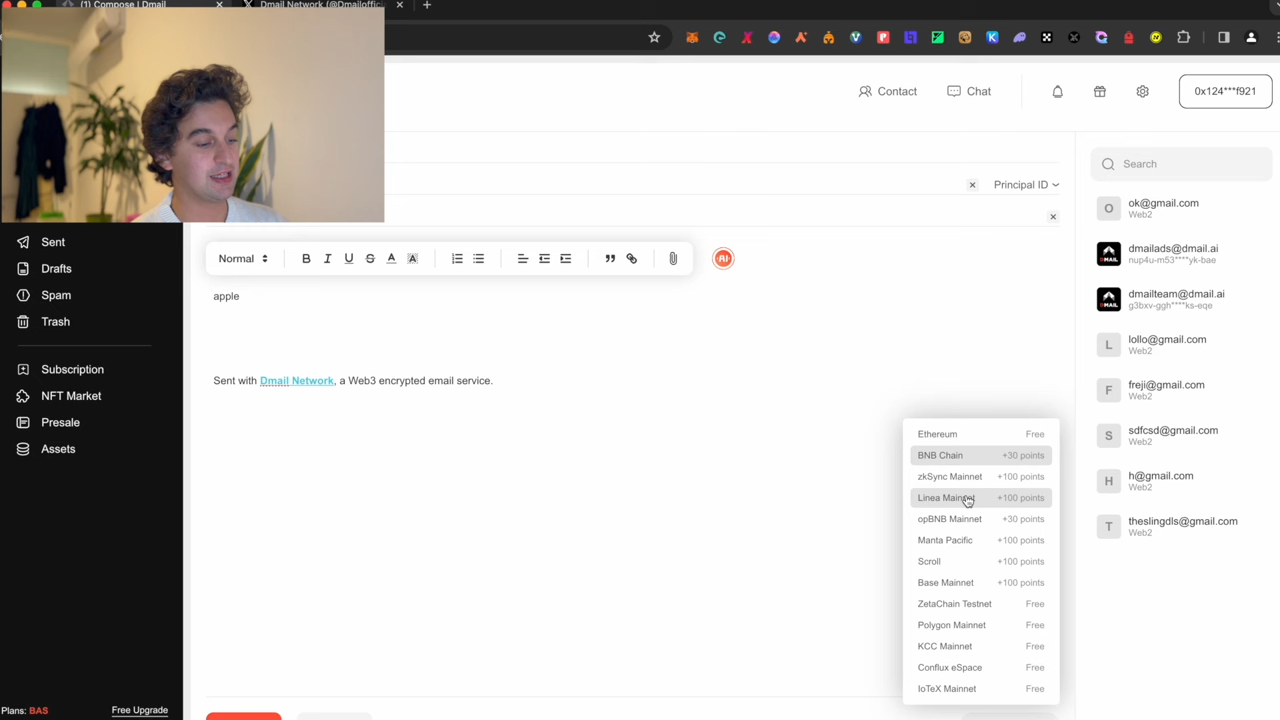 (1) Compose | Dmail
Dmail Network (@Dmailoffic
Contact
Chat
0x124***f921
Principal ID
Search
Sent
Drafts
Spam
Trash
Subscription
NFT Market
Presale
Assets
Plans: BAS
Free Upgrade
Normal
B I U S A A
AI
apple
Sent with Dmail Network, a Web3 encrypted email service.
Ethereum Free
BNB Chain +30 points
zkSync Mainnet +100 points
Linea Mainnet +100 points
opBNB Mainnet +30 points
Manta Pacific +100 points
Scroll +100 points
Base Mainnet +100 points
ZetaChain Testnet Free
Polygon Mainnet Free
KCC Mainnet Free
Conflux eSpace Free
IoTeX Mainnet Free
O
ok@gmail.com
Web2
DMAIL
dmailads@dmail.ai
nup4u-m53****yk-bae
DMAIL
dmailteam@dmail.ai
g3bxv-ggh****ks-eqe
L
lollo@gmail.com
Web2
F
freji@gmail.com
Web2
S
sdfcsd@gmail.com
Web2
H
h@gmail.com
Web2
T
theslingdls@gmail.com
Web2